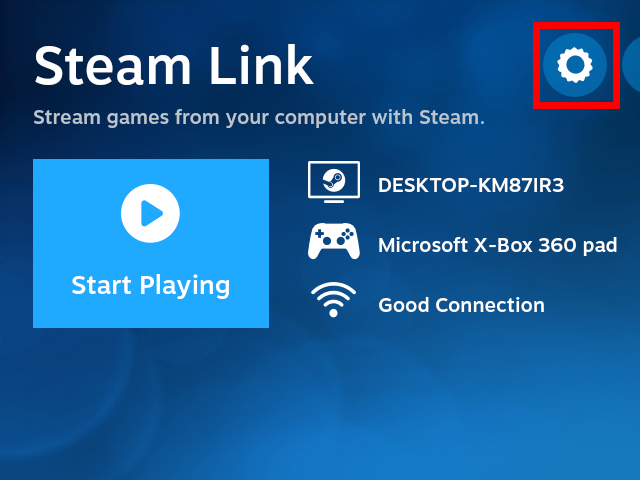 Steam Link
Stream games from your computer with Steam.
Start Playing
DESKTOP-KM87IR3
Microsoft X-Box 360 pad
Good Connection